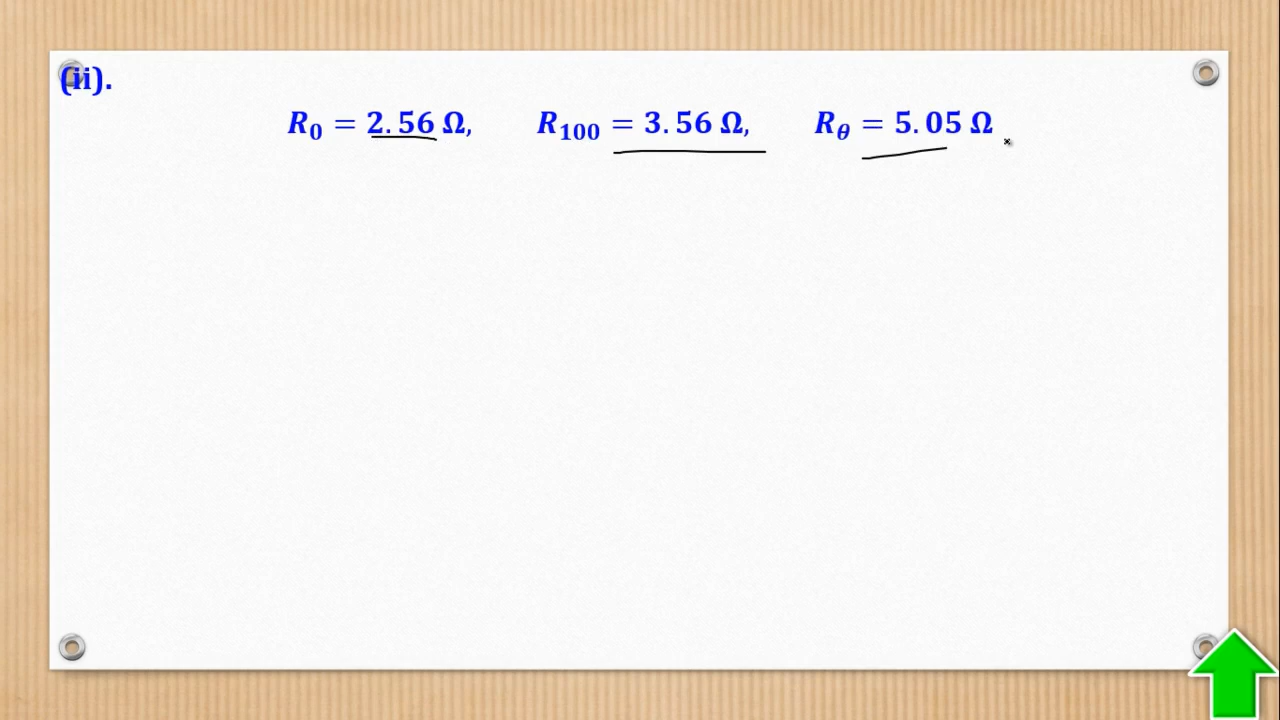 (ii).
R₀ = 2.56 Ω, R₁₀₀ = 3.56 Ω, R_θ = 5.05 Ω